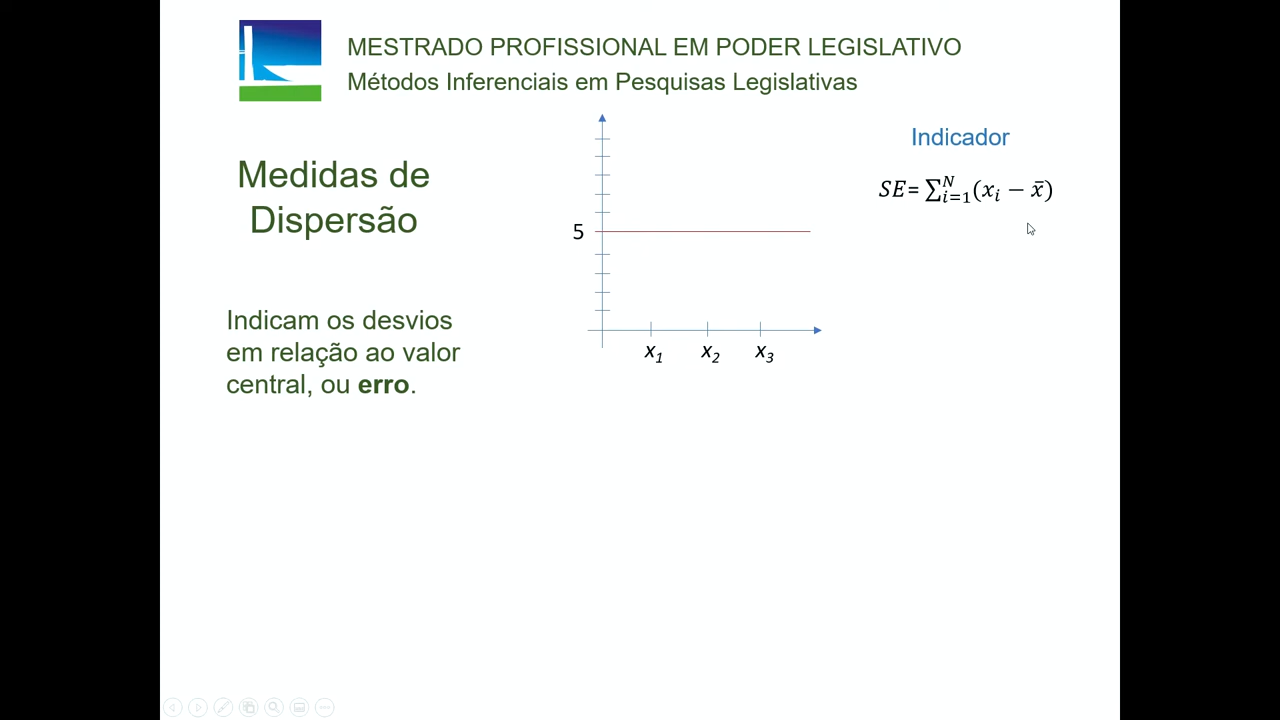 MESTRADO PROFISSIONAL EM PODER LEGISLATIVO
Métodos Inferenciais em Pesquisas Legislativas
Medidas de
Dispersão
Indicam os desvios
em relação ao valor
central, ou erro.
5
x₁ x₂ x₃
Indicador
SE= ∑ᵢ₌₁ᴺ(xᵢ − x̄)